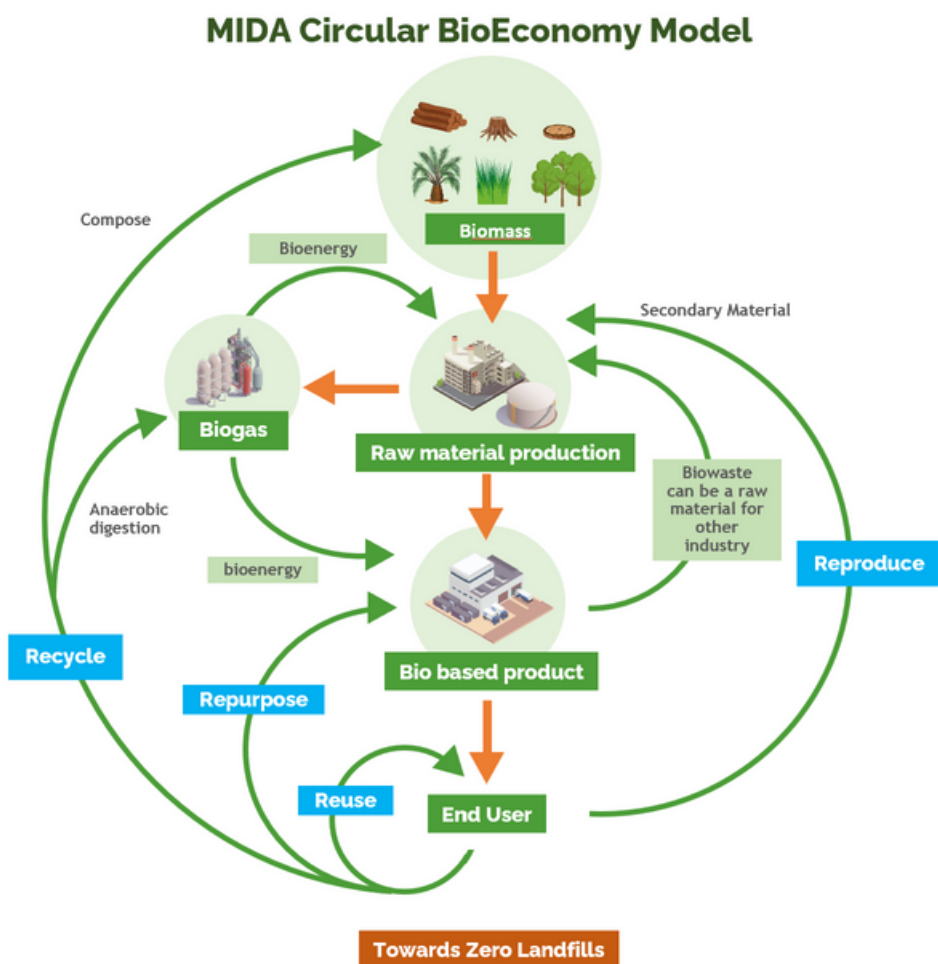 MIDA Circular BioEconomy Model
Biomass
Compose
Bioenergy
Secondary Material
Biogas
Raw material production
Anaerobic
digestion
Biowaste
can be a raw
material for
other
industry
bioenergy
Reproduce
Recycle
Bio based product
Repurpose
Reuse
End User
Towards Zero Landfills